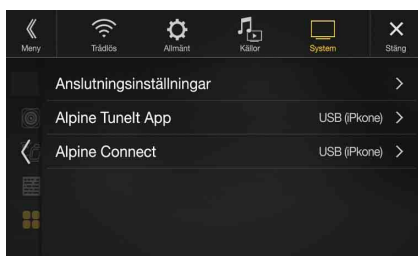 Meny
Trådlös
Allmänt
Källor
System
Stäng
Anslutningsinställningar
Alpine TuneIt App USB (iPkone)
Alpine Connect USB (iPkone)